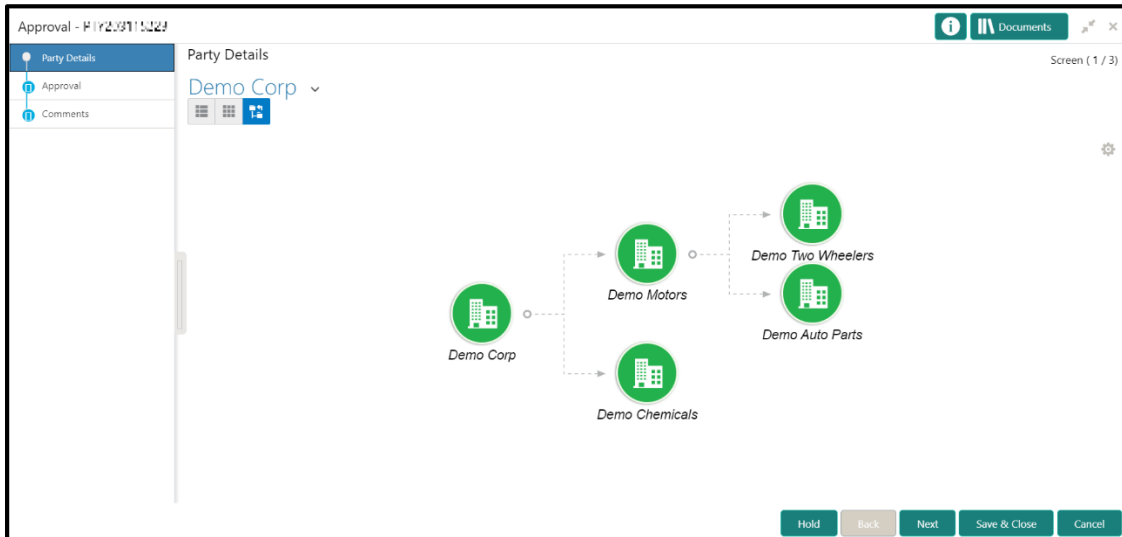 Approval -
Documents
Party Details
Approval
Comments
Party Details
Screen ( 1 / 3)
Demo Corp
Demo Two Wheelers
Demo Motors
Demo Auto Parts
Demo Corp
Demo Chemicals
Hold
Back
Next
Save & Close
Cancel